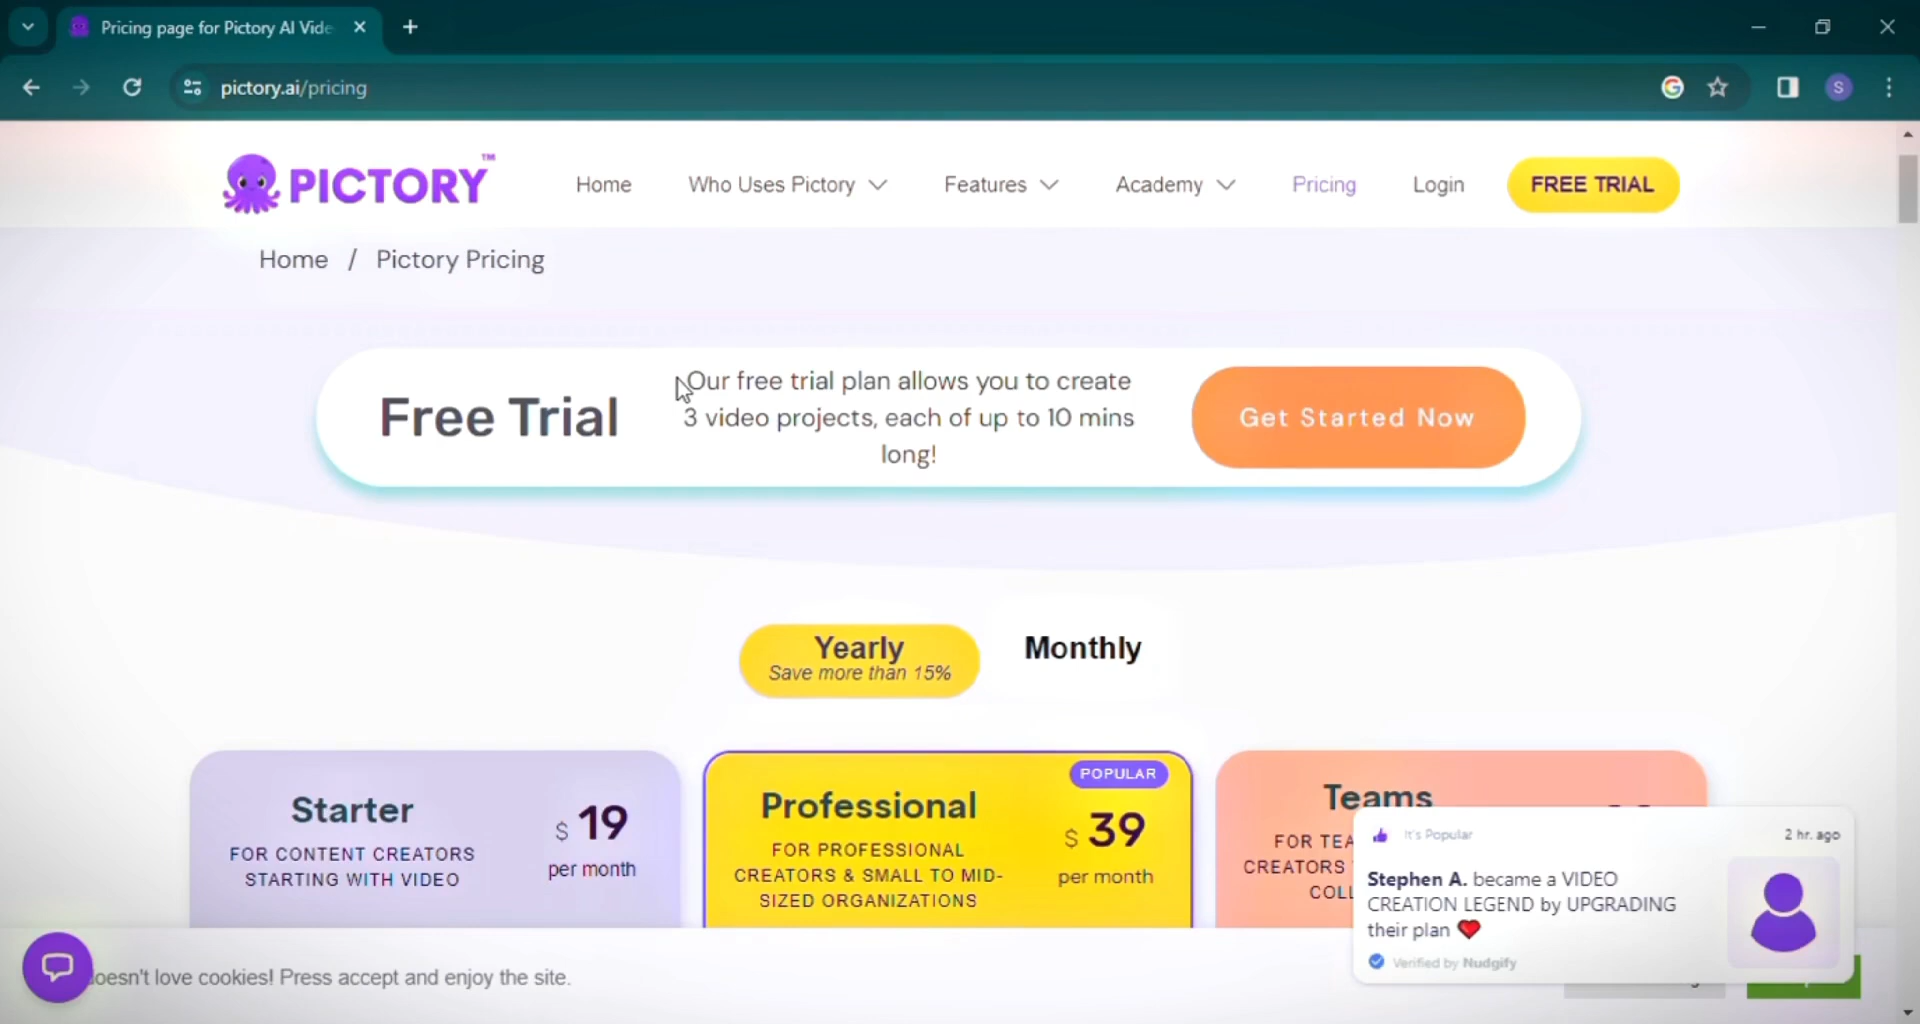 Pricing page for Pictory AI Vide
pictory.ai/pricing
S
PICTORY™
Home
Who Uses Pictory
Features
Academy
Pricing
Login
FREE TRIAL
Home / Pictory Pricing
Free Trial
Our free trial plan allows you to create
3 video projects, each of up to 10 mins
long!
Get Started Now
Yearly
Save more than 15%
Monthly
Starter
FOR CONTENT CREATORS
STARTING WITH VIDEO
$ 19
per month
POPULAR
Professional
FOR PROFESSIONAL
CREATORS & SMALL TO MID-
SIZED ORGANIZATIONS
$ 39
per month
Teams
FOR TEA
CREATORS
COLL
It's Popular
2 hr. ago
Stephen A. became a VIDEO
CREATION LEGEND by UPGRADING
their plan ❤
Verified by Nudgify
oesn't love cookies! Press accept and enjoy the site.